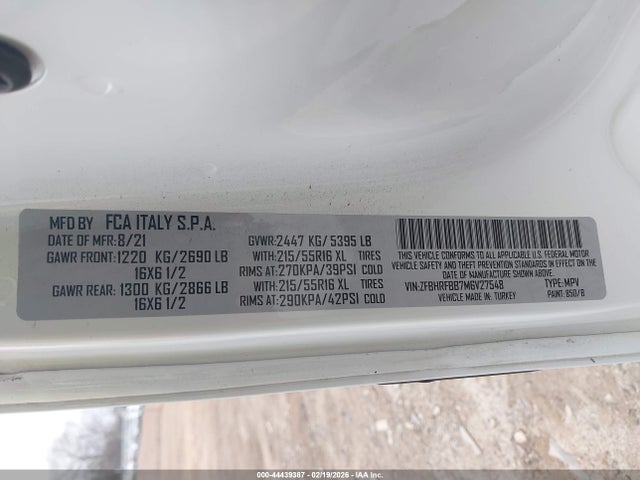 MFD BY FCA ITALY S.P.A.
DATE OF MFR: 8/21 GVWR: 2447 KG/ 5395 LB
GAWR FRONT: 1220 KG/2690 LB WITH: 215/55R16 XL TIRES
16X6 1/2 RIMS AT: 270KPA/39PSI COLD
GAWR REAR: 1300 KG/2866 LB WITH: 215/55R16 XL TIRES
16X6 1/2 RIMS AT: 290KPA/42PSI COLD
THIS VEHICLE CONFORMS TO ALL APPLICABLE U.S. FEDERAL MOTOR
VEHICLE SAFETY STANDARDS IN EFFECT ON THE
DATE OF MANUFACTURE SHOWN ABOVE.
VIN: ZFBHRFBB7M6V27548 TYPE: MPV
VEHICLE MADE IN: TURKEY PAINT: 850/B
000-44439387 - 02/19/2026 - IAA Inc.